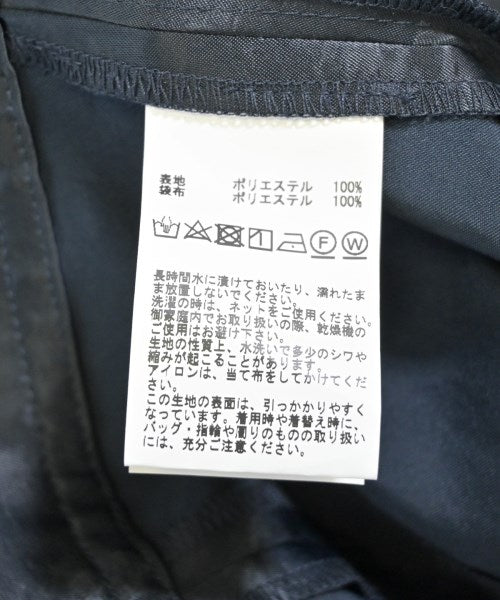 表地 ポリエステル 100%
袋布 ポリエステル 100%
F W
長時間水に漬けておいたり、濡れたま
ま放置しないでください。
洗濯の時は、ネットをご使用ください。
御家庭内でお取り扱いの際、乾燥機の
ご使用はお避け下さい。
生地の性質上、水洗いで多少のシワや
縮みが起こることがあります。
アイロンは、当て布をしてかけてくだ
さい。
この生地の表面は、引っかかりやすく
なっています。着用時や着替え時に、
バッグ・指輪や周りのものの取り扱い
には、充分ご注意ください。